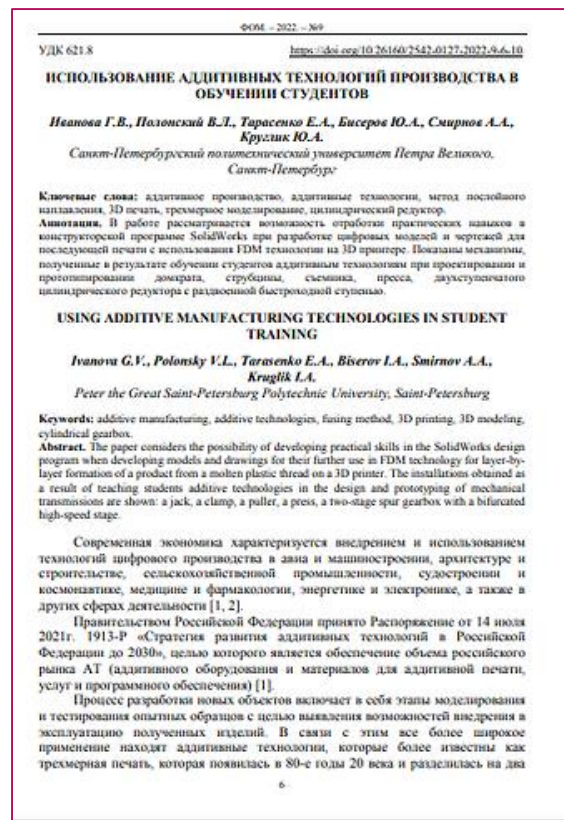 ФОМ. – 2022. – №9
УДК 621.8 https://doi.org/10.26160/2542-0127-2022-9-6-10
ИСПОЛЬЗОВАНИЕ АДДИТИВНЫХ ТЕХНОЛОГИЙ ПРОИЗВОДСТВА В
ОБУЧЕНИИ СТУДЕНТОВ
Иванова Г.В., Полонский В.Л., Тарасенко Е.А., Бисеров Ю.А., Смирнов А.А.,
Круглик Ю.А.
Санкт-Петербургский политехнический университет Петра Великого,
Санкт-Петербург
Ключевые слова: аддитивное производство, аддитивные технологии, метод послойного
наплавления, 3D печать, трехмерное моделирование, цилиндрический редуктор.
Аннотация. В работе рассматривается возможность отработки практических навыков в
конструкторской программе SolidWorks при разработке цифровых моделей и чертежей для
последующей печати с использования FDM технологии на 3D принтере. Показаны механизмы,
полученные в результате обучении студентов аддитивным технологиям при проектировании и
прототипировании домкрата, струбцины, съемника, пресса, двухступенчатого
цилиндрического редуктора с раздвоенной быстроходной ступенью.
USING ADDITIVE MANUFACTURING TECHNOLOGIES IN STUDENT
TRAINING
Ivanova G.V., Polonsky V.L., Tarasenko E.A., Biserov I.A., Smirnov A.A.,
Kruglik I.A.
Peter the Great Saint-Petersburg Polytechnic University, Saint-Petersburg
Keywords: additive manufacturing, additive technologies, fusing method, 3D printing, 3D modeling,
cylindrical gearbox.
Abstract. The paper considers the possibility of developing practical skills in the SolidWorks design
program when developing models and drawings for their further use in FDM technology for layer-by-
layer formation of a product from a molten plastic thread on a 3D printer. The installations obtained as
a result of teaching students additive technologies in the design and prototyping of mechanical
transmissions are shown: a jack, a clamp, a puller, a press, a two-stage spur gearbox with a bifurcated
high-speed stage.
Современная экономика характеризуется внедрением и использованием
технологий цифрового производства в авиа и машиностроении, архитектуре и
строительстве, сельскохозяйственной промышленности, судостроении и
космонавтике, медицине и фармакологии, энергетике и электронике, а также в
других сферах деятельности [1, 2].
Правительством Российской Федерации принято Распоряжение от 14 июля
2021г. 1913-Р «Стратегия развития аддитивных технологий в Российской
Федерации до 2030», целью которого является обеспечение объема российского
рынка АТ (аддитивного оборудования и материалов для аддитивной печати,
услуг и программного обеспечения) [1].
Процесс разработки новых объектов включает в себя этапы моделирования
и тестирования опытных образцов с целью выявления возможностей внедрения в
эксплуатацию полученных изделий. В связи с этим все более широкое
применение находят аддитивные технологии, которые более известны как
трехмерная печать, которая появилась в 80-е годы 20 века и разделилась на два
6